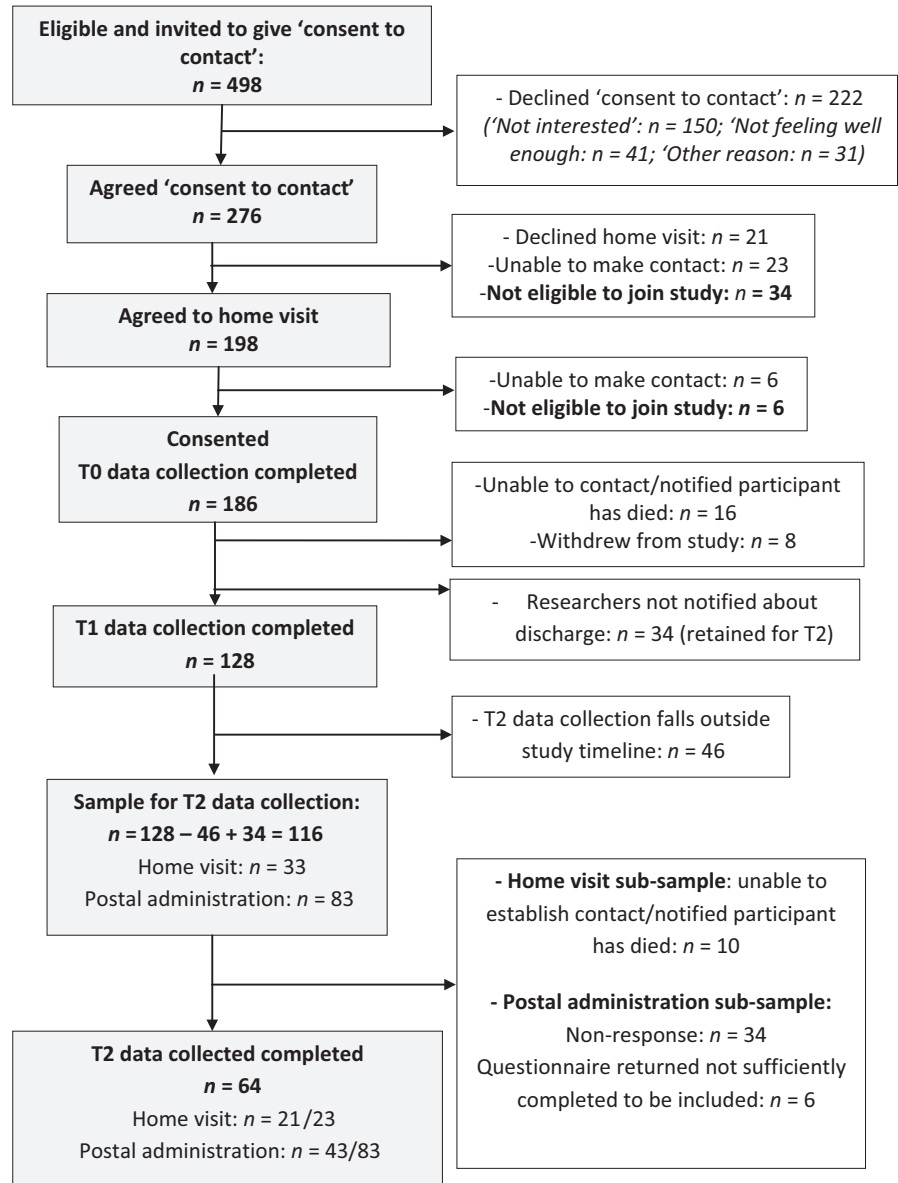 Eligible and invited to give ‘consent to
contact’:
n = 498
- Declined ‘consent to contact’: n = 222
(‘Not interested’: n = 150; ‘Not feeling well
enough: n = 41; ‘Other reason: n = 31)
Agreed ‘consent to contact’
n = 276
- Declined home visit: n = 21
-Unable to make contact: n = 23
-Not eligible to join study: n = 34
Agreed to home visit
n = 198
-Unable to make contact: n = 6
-Not eligible to join study: n = 6
Consented
T0 data collection completed
n = 186
-Unable to contact/notified participant
has died: n = 16
-Withdrew from study: n = 8
- Researchers not notified about
discharge: n = 34 (retained for T2)
T1 data collection completed
n = 128
- T2 data collection falls outside
study timeline: n = 46
Sample for T2 data collection:
n = 128 – 46 + 34 = 116
Home visit: n = 33
Postal administration: n = 83
- Home visit sub-sample: unable to
establish contact/notified participant
has died: n = 10
- Postal administration sub-sample:
Non-response: n = 34
Questionnaire returned not sufficiently
completed to be included: n = 6
T2 data collected completed
n = 64
Home visit: n = 21/23
Postal administration: n = 43/83